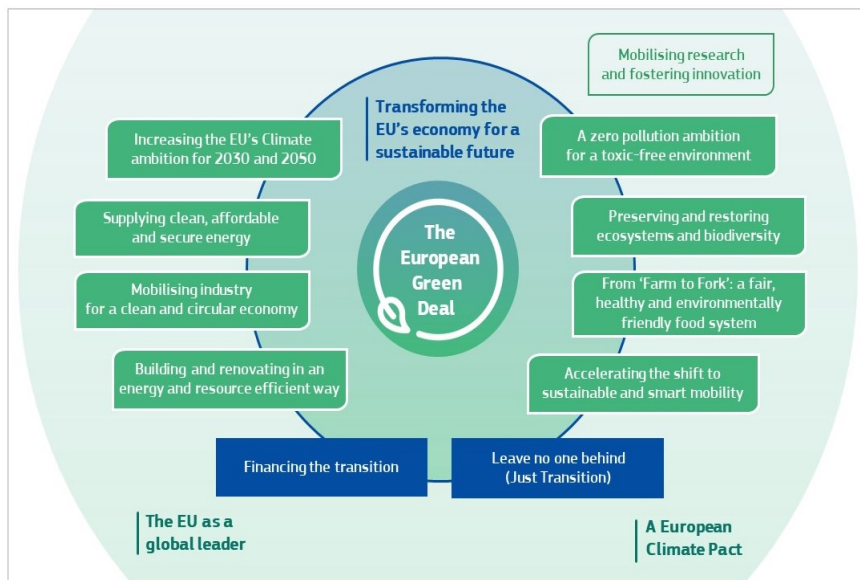 Mobilising research
and fostering innovation
Transforming the
EU's economy for a
sustainable future
Increasing the EU's Climate
ambition for 2030 and 2050
A zero pollution ambition
for a toxic-free environment
Supplying clean, affordable
and secure energy
Preserving and restoring
ecosystems and biodiversity
The
European
Green
Deal
Mobilising industry
for a clean and circular economy
From ‘Farm to Fork’: a fair,
healthy and environmentally
friendly food system
Building and renovating in an
energy and resource efficient way
Accelerating the shift to
sustainable and smart mobility
Financing the transition
Leave no one behind
(Just Transition)
The EU as a
global leader
A European
Climate Pact